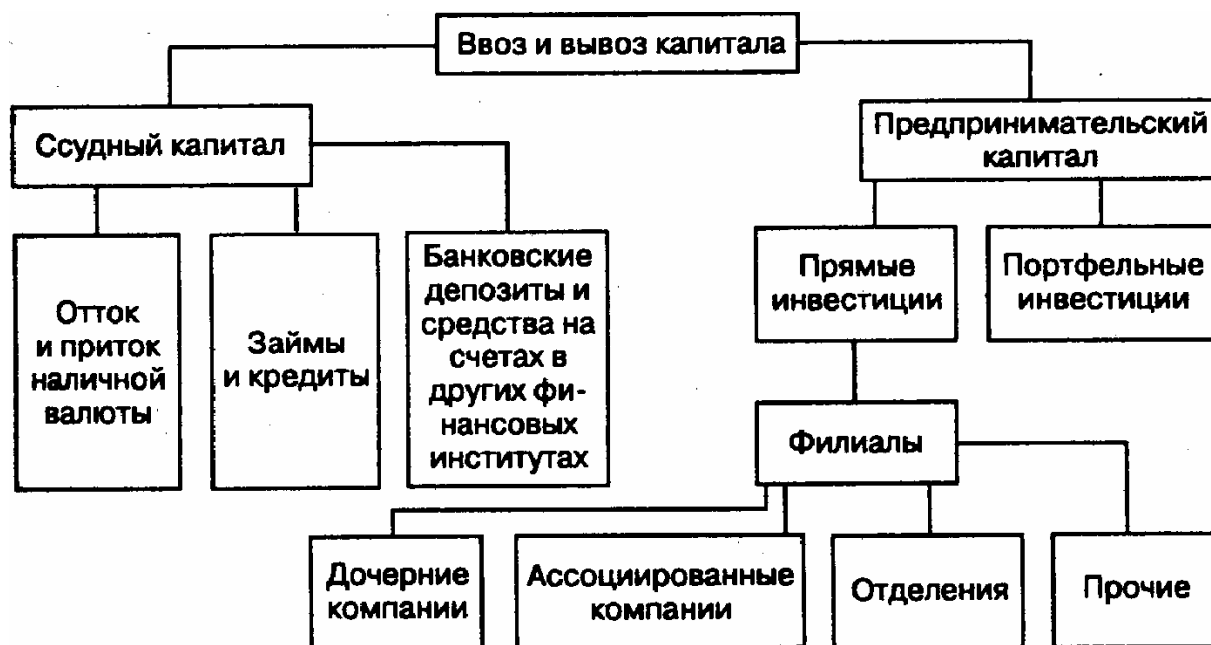 Ввоз и вывоз капитала
Ссудный капитал
Предпринимательский
капитал
Отток
и приток
наличной
валюты
Займы
и кредиты
Банковские
депозиты и
средства на
счетах в
других фи-
нансовых
институтах
Прямые
инвестиции
Портфельные
инвестиции
Филиалы
Дочерние
компании
Ассоциированные
компании
Отделения
Прочие